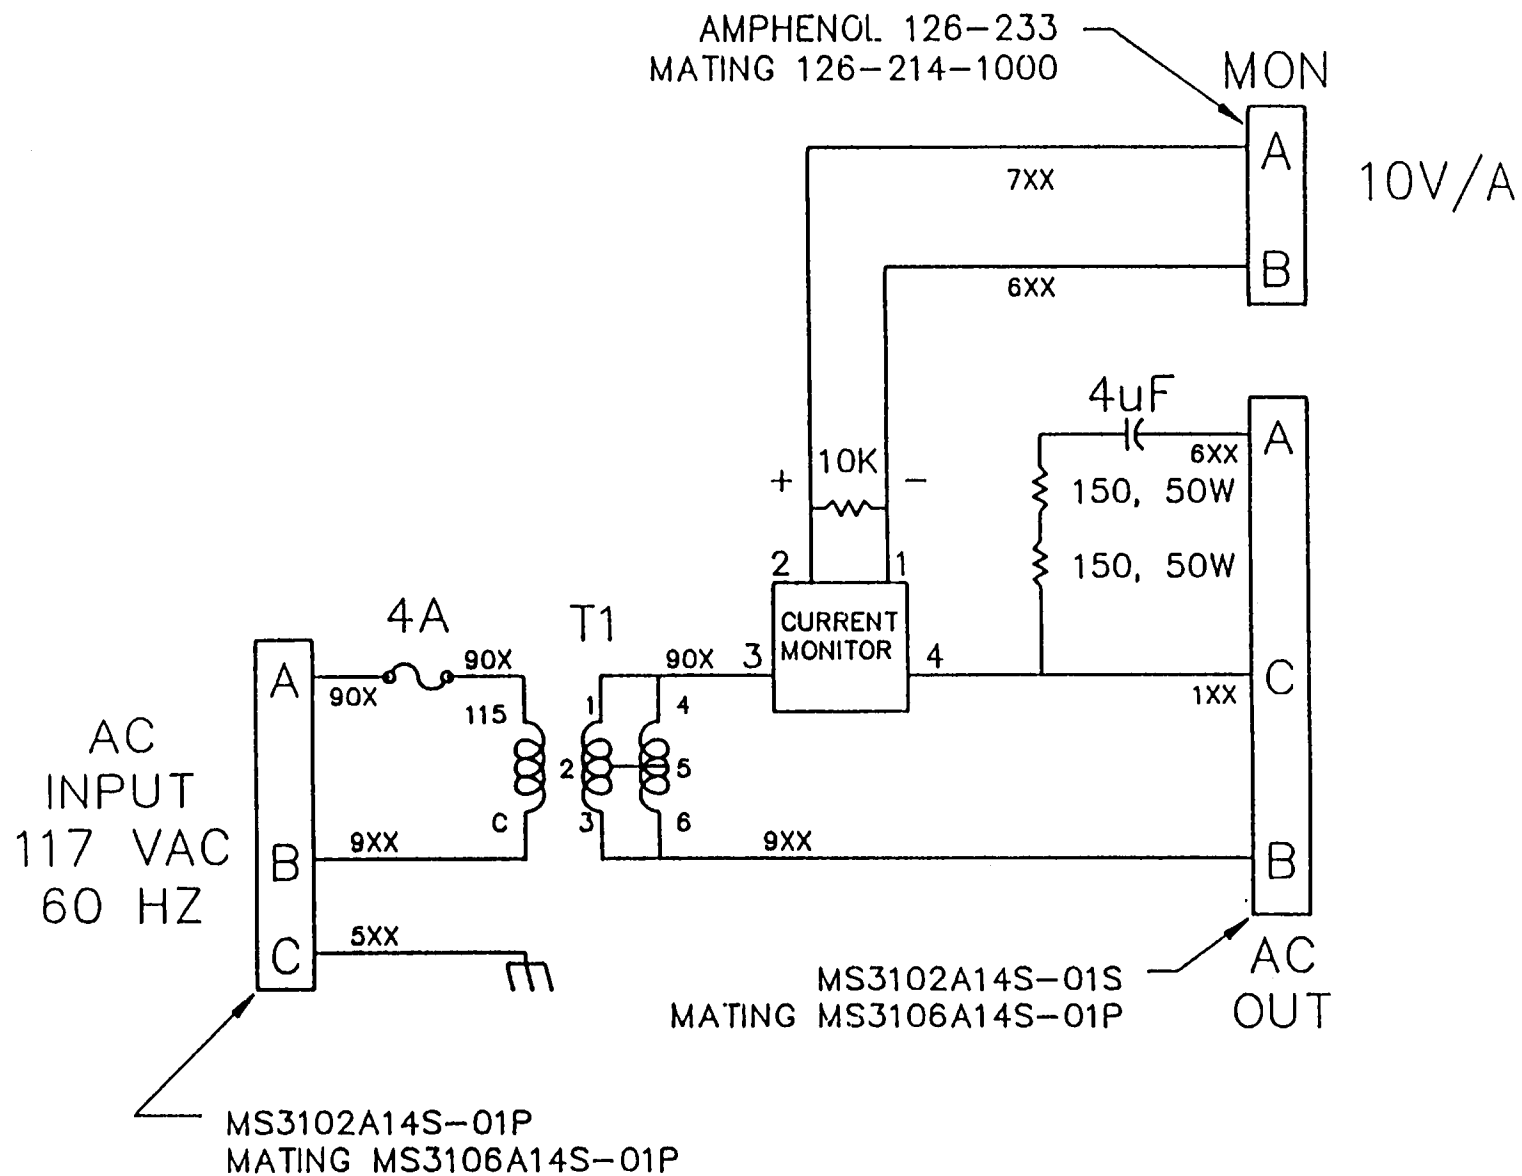 AMPHENOL 126-233
MATING 126-214-1000
MON
A
10V/A
7XX
B
6XX
4uF
A
6XX
10K
+
-
150, 50W
150, 50W
2
1
CURRENT
MONITOR
3
4
4A
T1
90X
90X
A
90X
C
1XX
115
1
4
AC
INPUT
117 VAC
60 HZ
2
5
C
3
6
B
9XX
9XX
B
C
5XX
MS3102A14S-01S
MATING MS3106A14S-01P
AC
OUT
MS3102A14S-01P
MATING MS3106A14S-01P